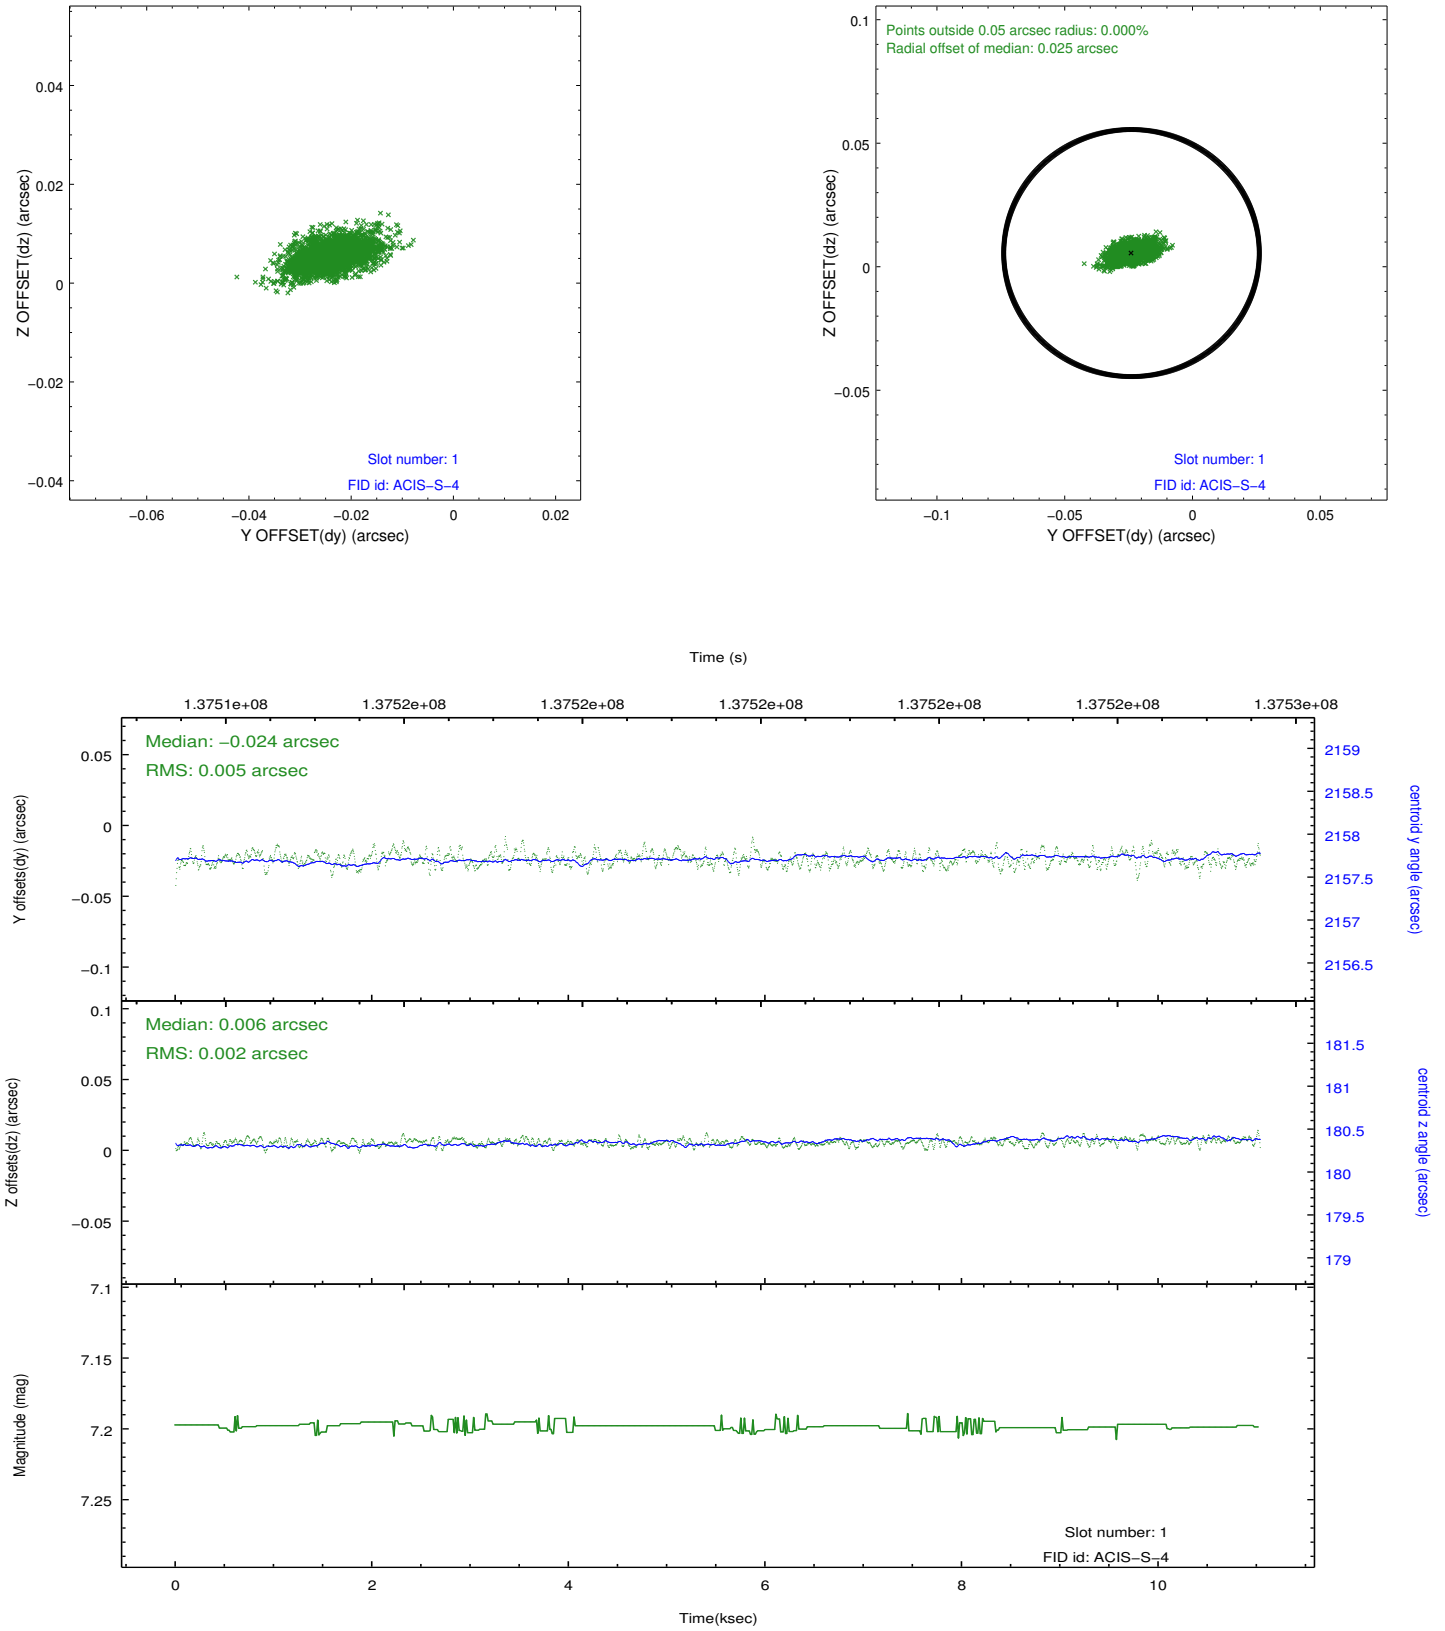 0.04
0.02
0
−0.02
−0.04
Z OFFSET(dz) (arcsec)
Slot number: 1
FID id: ACIS−S−4
−0.06
−0.04
−0.02
0
0.02
Y OFFSET(dy) (arcsec)
Points outside 0.05 arcsec radius: 0.000%
Radial offset of median: 0.025 arcsec
0.1
0.05
0
−0.05
Z OFFSET(dz) (arcsec)
Slot number: 1
FID id: ACIS−S−4
−0.1
−0.05
0
0.05
Y OFFSET(dy) (arcsec)
Time (s)
1.3751e+08
1.3752e+08
1.3752e+08
1.3752e+08
1.3752e+08
1.3752e+08
1.3753e+08
Median: −0.024 arcsec
RMS: 0.005 arcsec
0.05
0
−0.05
−0.1
Y offsets(dy) (arcsec)
2159
2158.5
2158
2157.5
2157
2156.5
centroid y angle (arcsec)
Median: 0.006 arcsec
RMS: 0.002 arcsec
0.1
0.05
0
−0.05
Z offsets(dz) (arcsec)
181.5
181
180.5
180
179.5
179
centroid z angle (arcsec)
7.1
7.15
7.2
7.25
Magnitude (mag)
Slot number: 1
FID id: ACIS−S−4
0
2
4
6
8
10
Time(ksec)